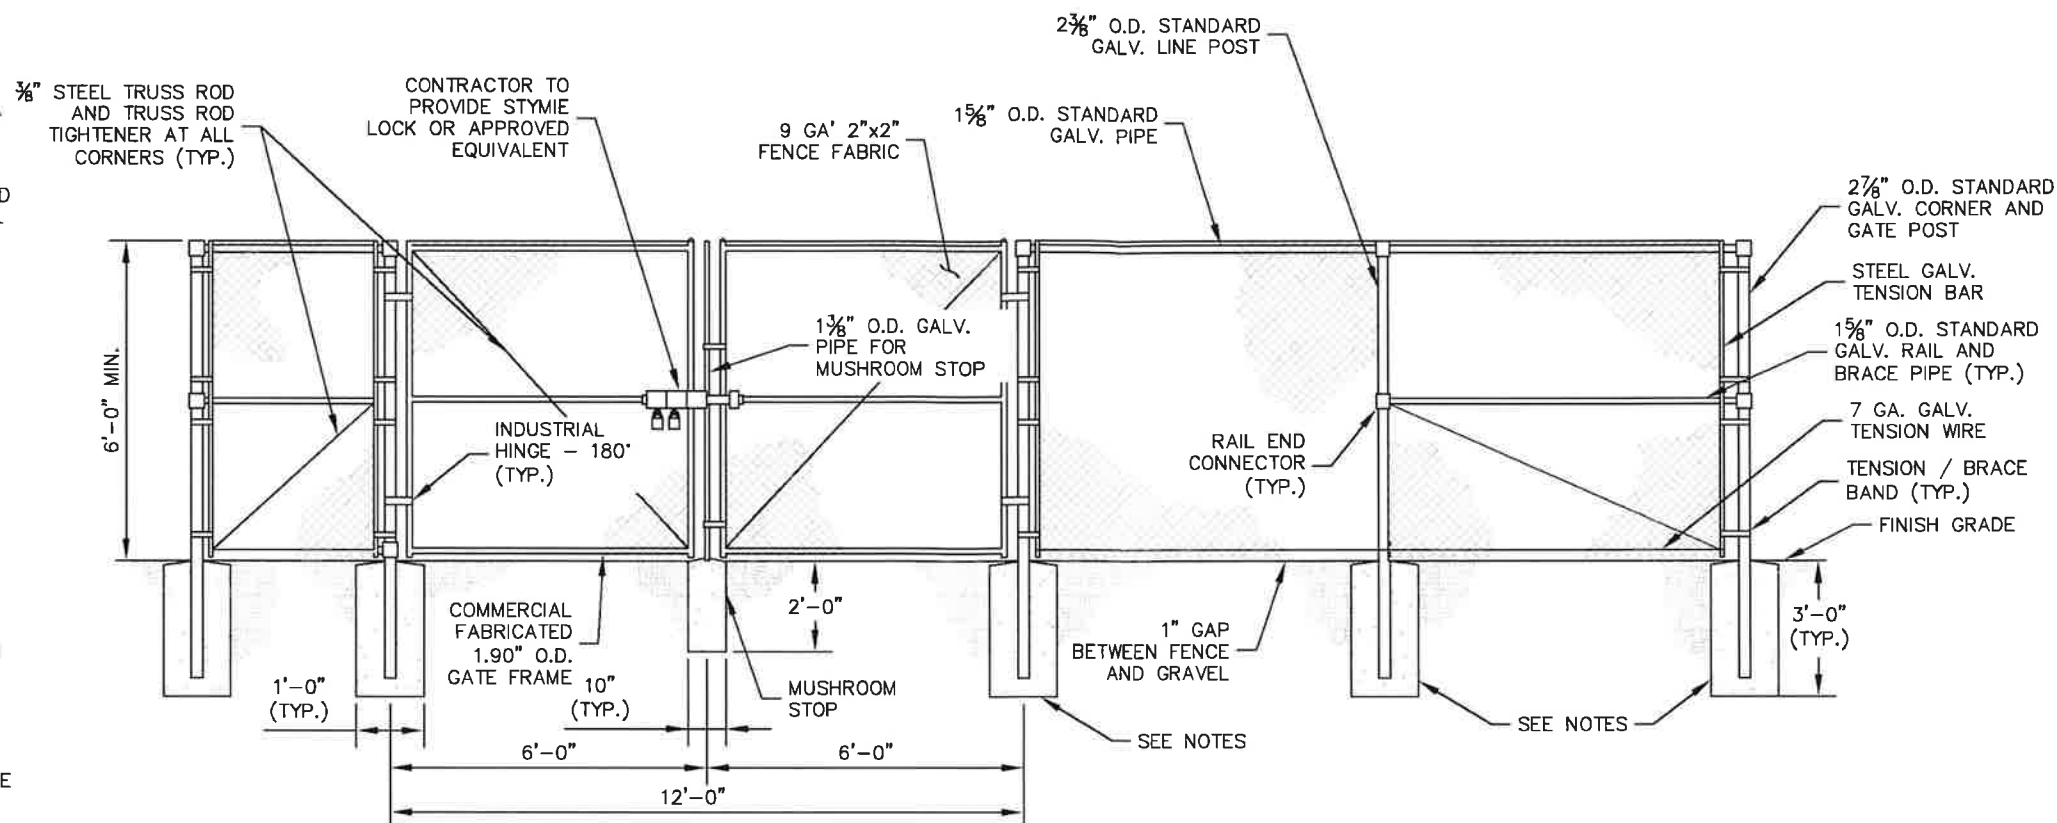 2⅜" O.D. STANDARD
GALV. LINE POST
⅜" STEEL TRUSS ROD
AND TRUSS ROD
TIGHTENER AT ALL
CORNERS (TYP.)
CONTRACTOR TO
PROVIDE STYMIE
LOCK OR APPROVED
EQUIVALENT
9 GA' 2"x2"
FENCE FABRIC
1⅝" O.D. STANDARD
GALV. PIPE
D
2⅞" O.D. STANDARD
GALV. CORNER AND
GATE POST
STEEL GALV.
TENSION BAR
1⅝" O.D. STANDARD
GALV. RAIL AND
BRACE PIPE (TYP.)
7 GA. GALV.
TENSION WIRE
TENSION / BRACE
BAND (TYP.)
FINISH GRADE
6'-0" MIN.
1⅜" O.D. GALV.
PIPE FOR
MUSHROOM STOP
INDUSTRIAL
HINGE – 180°
(TYP.)
RAIL END
CONNECTOR
(TYP.)
COMMERCIAL
FABRICATED
1.90" O.D.
GATE FRAME
2'-0"
1" GAP
BETWEEN FENCE
AND GRAVEL
3'-0"
(TYP.)
1'-0"
(TYP.)
10"
(TYP.)
MUSHROOM
STOP
SEE NOTES
SEE NOTES
6'-0"
6'-0"
12'-0"
E